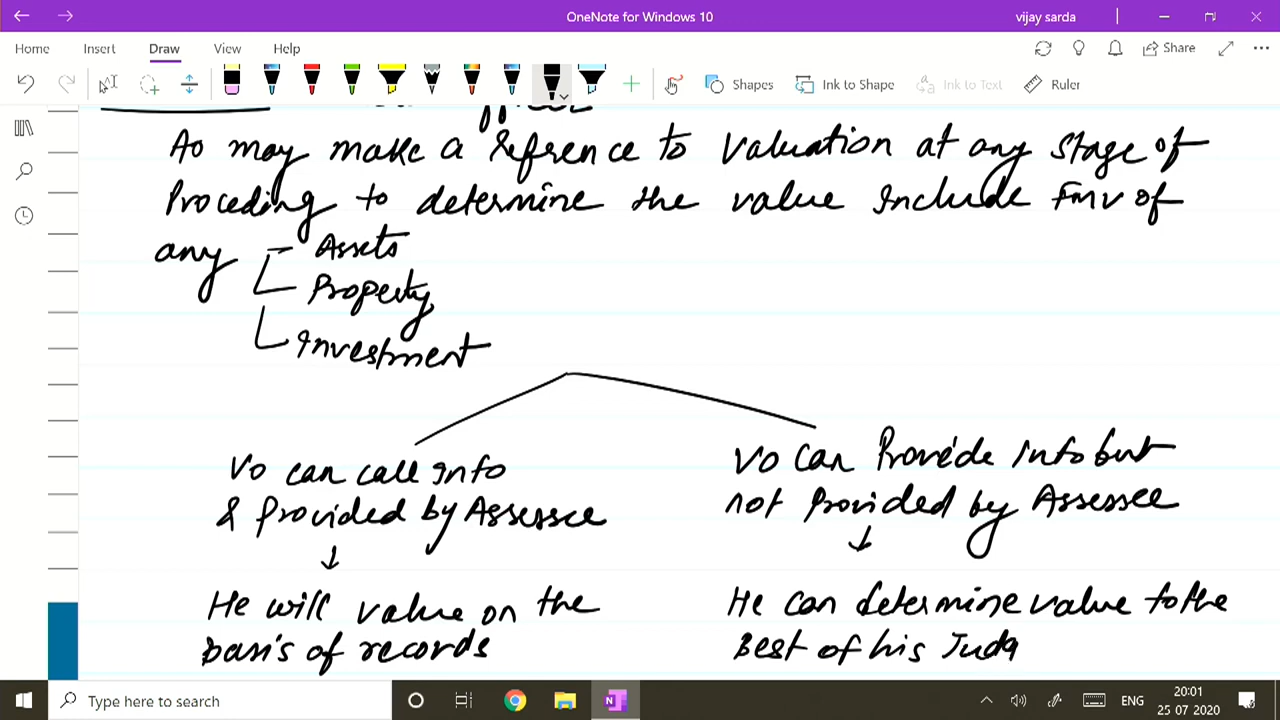 OneNote for Windows 10
vijay sarda
Home Insert Draw View Help
Share
Shapes
Ink to Shape
Ink to Text
Ruler
AO may make a reference to Valuation at any stage of
Proceding to determine the value Include FMV of
any - Assets
Property
Investment
VO can call Info
& Provided by Assessee
↓
He will value on the
basis of records
VO Can Provide info but
not Provided by Assessee
↓
He can determine value to the
Best of his Judg
Type here to search
ENG
20:01
25-07-2020
3